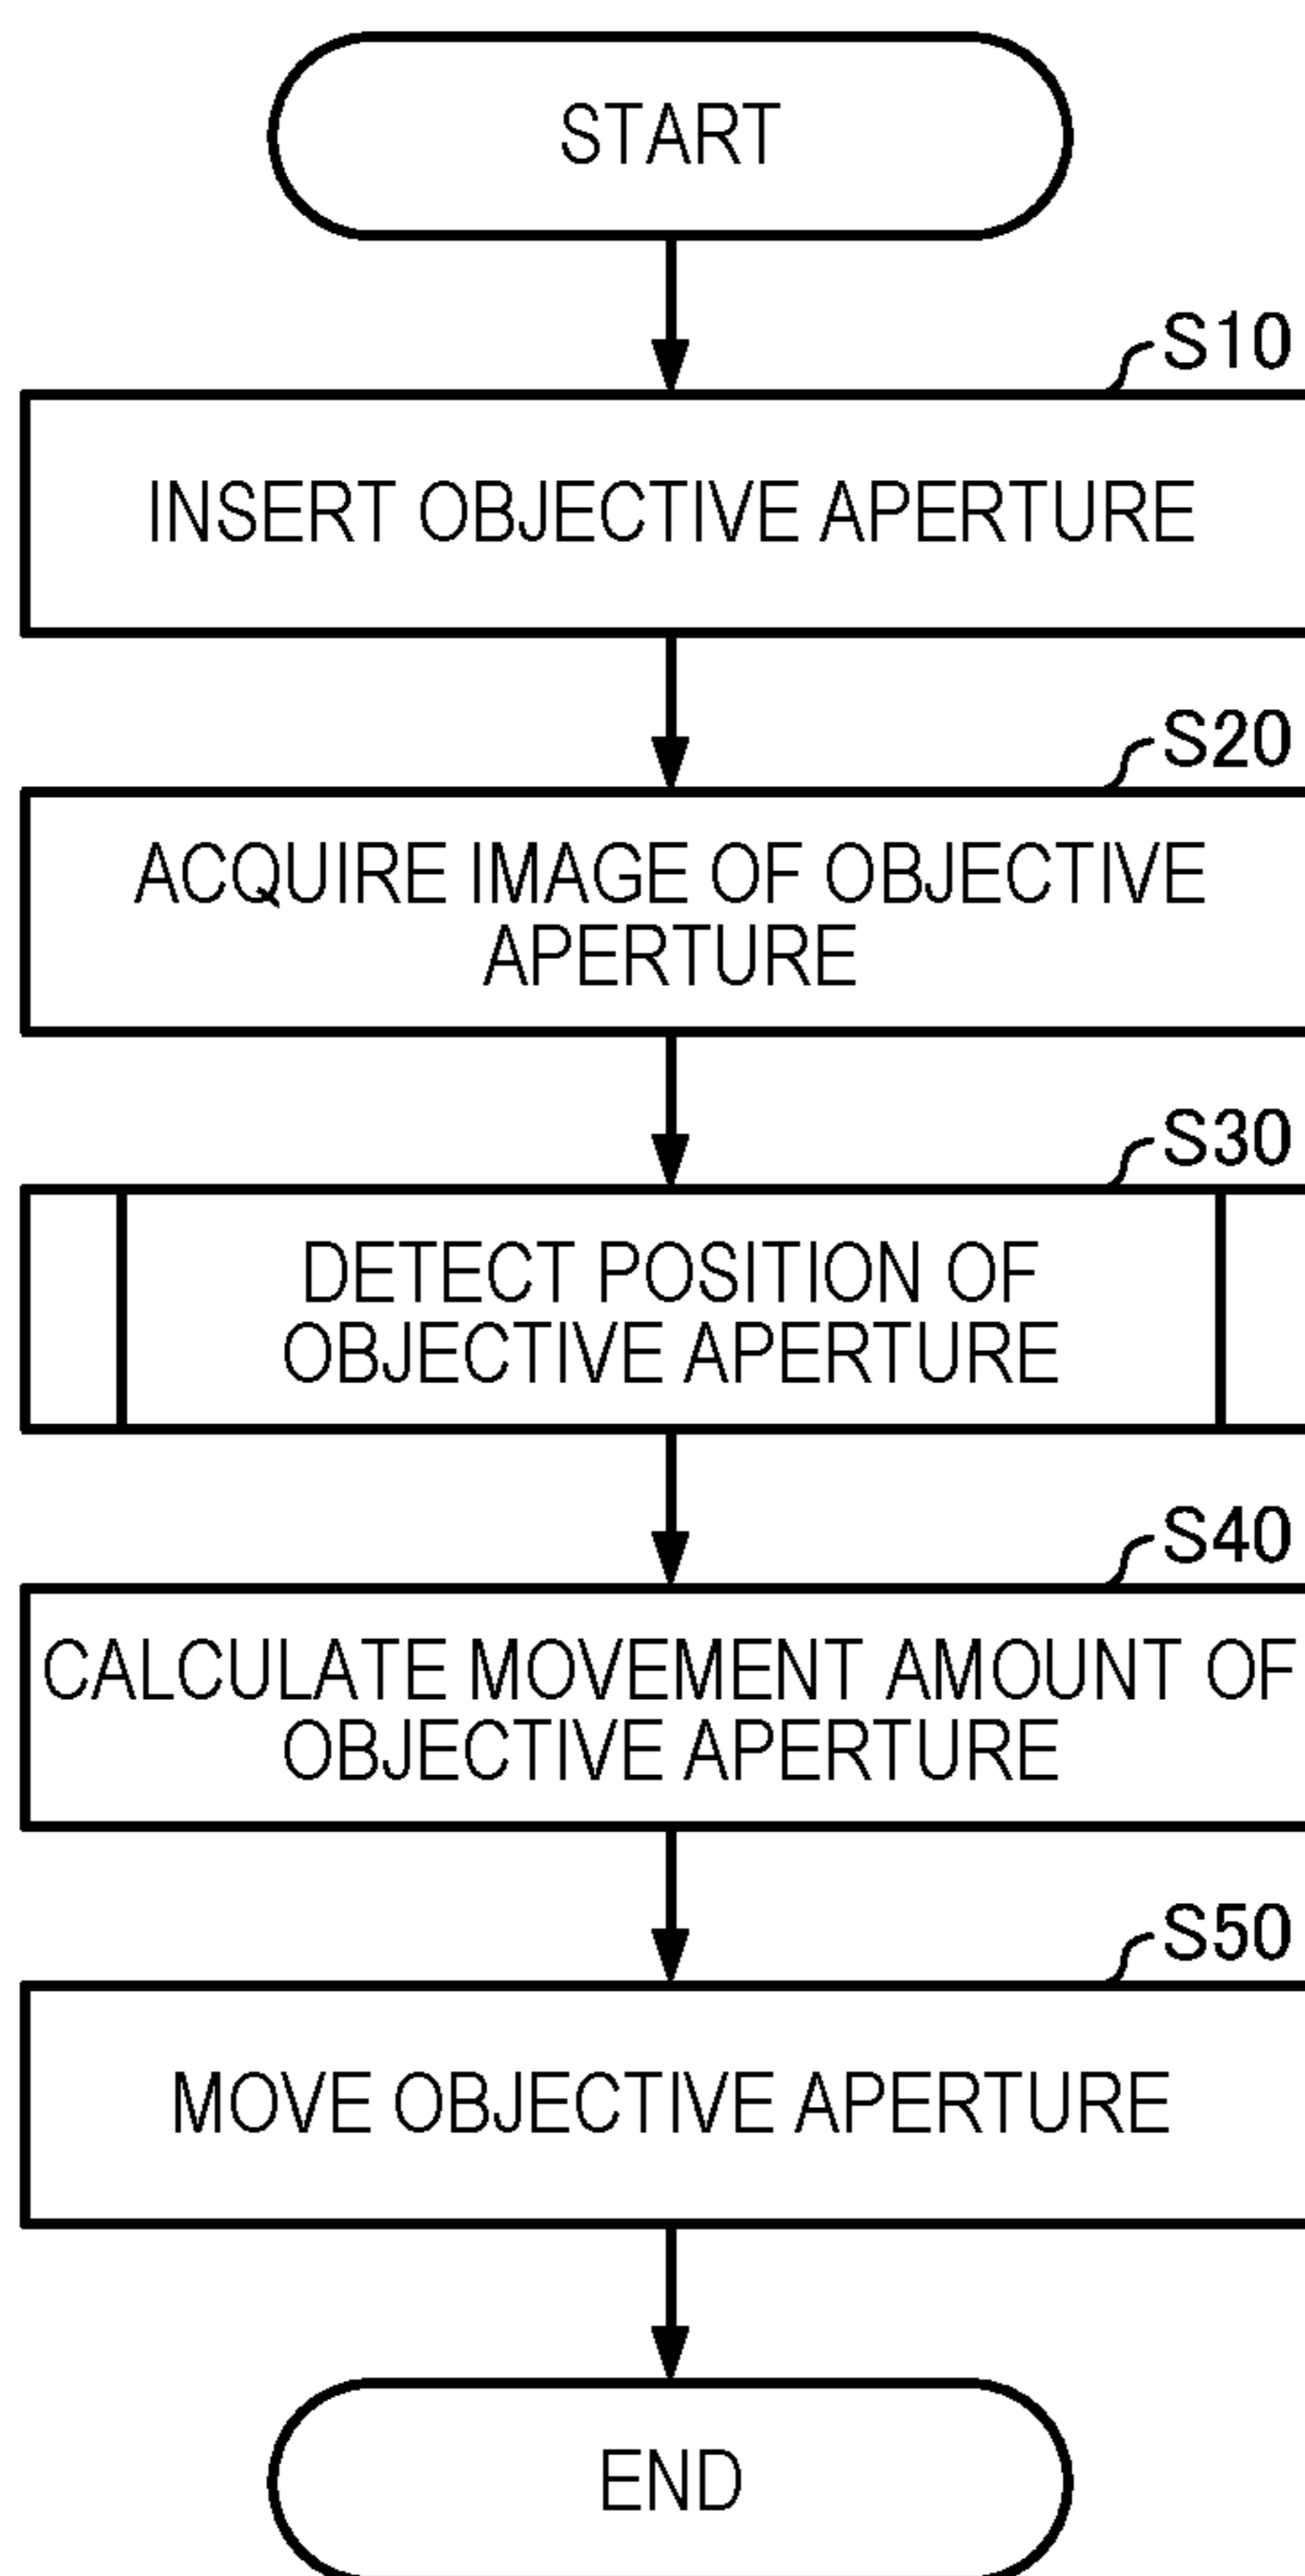 START
S10
INSERT OBJECTIVE APERTURE
S20
ACQUIRE IMAGE OF OBJECTIVE
APERTURE
S30
DETECT POSITION OF
OBJECTIVE APERTURE
S40
CALCULATE MOVEMENT AMOUNT OF
OBJECTIVE APERTURE
S50
MOVE OBJECTIVE APERTURE
END